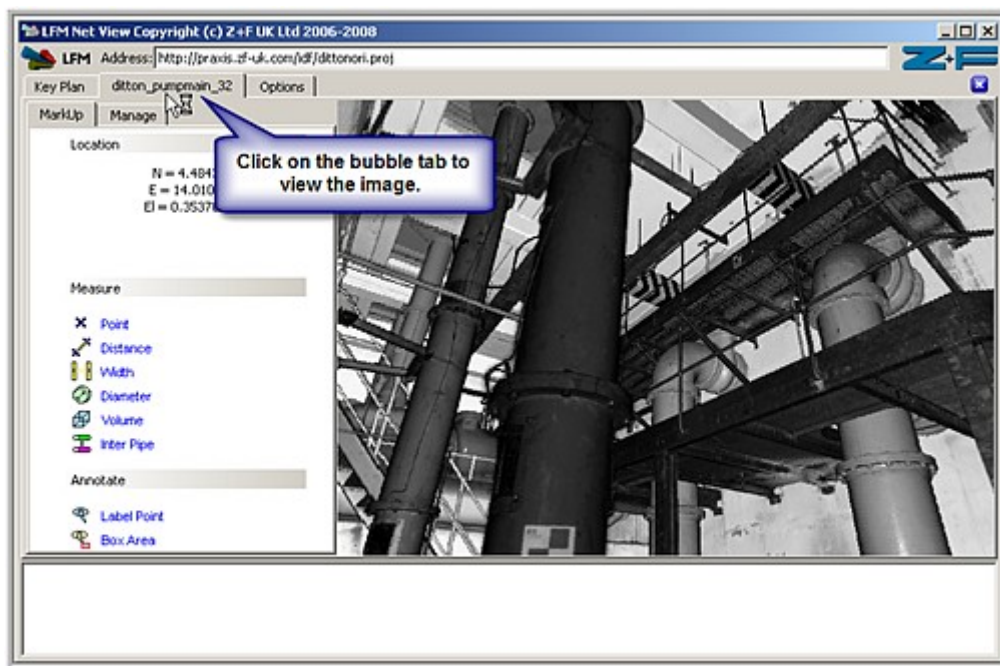 LFM Net View Copyright (c) Z+F UK Ltd 2006-2008
LFM Address: http://praxis.zf-uk.com/idf/dittonori.proj
Z+F
Key Plan ditton_pumpmain_32 Options
MarkUp Manage
Click on the bubble tab to
view the image.
Location
N = 4.484
E = 14.010
El = 0.3537
Measure
Point
Distance
Width
Diameter
Volume
Inter Pipe
Annotate
Label Point
Box Area